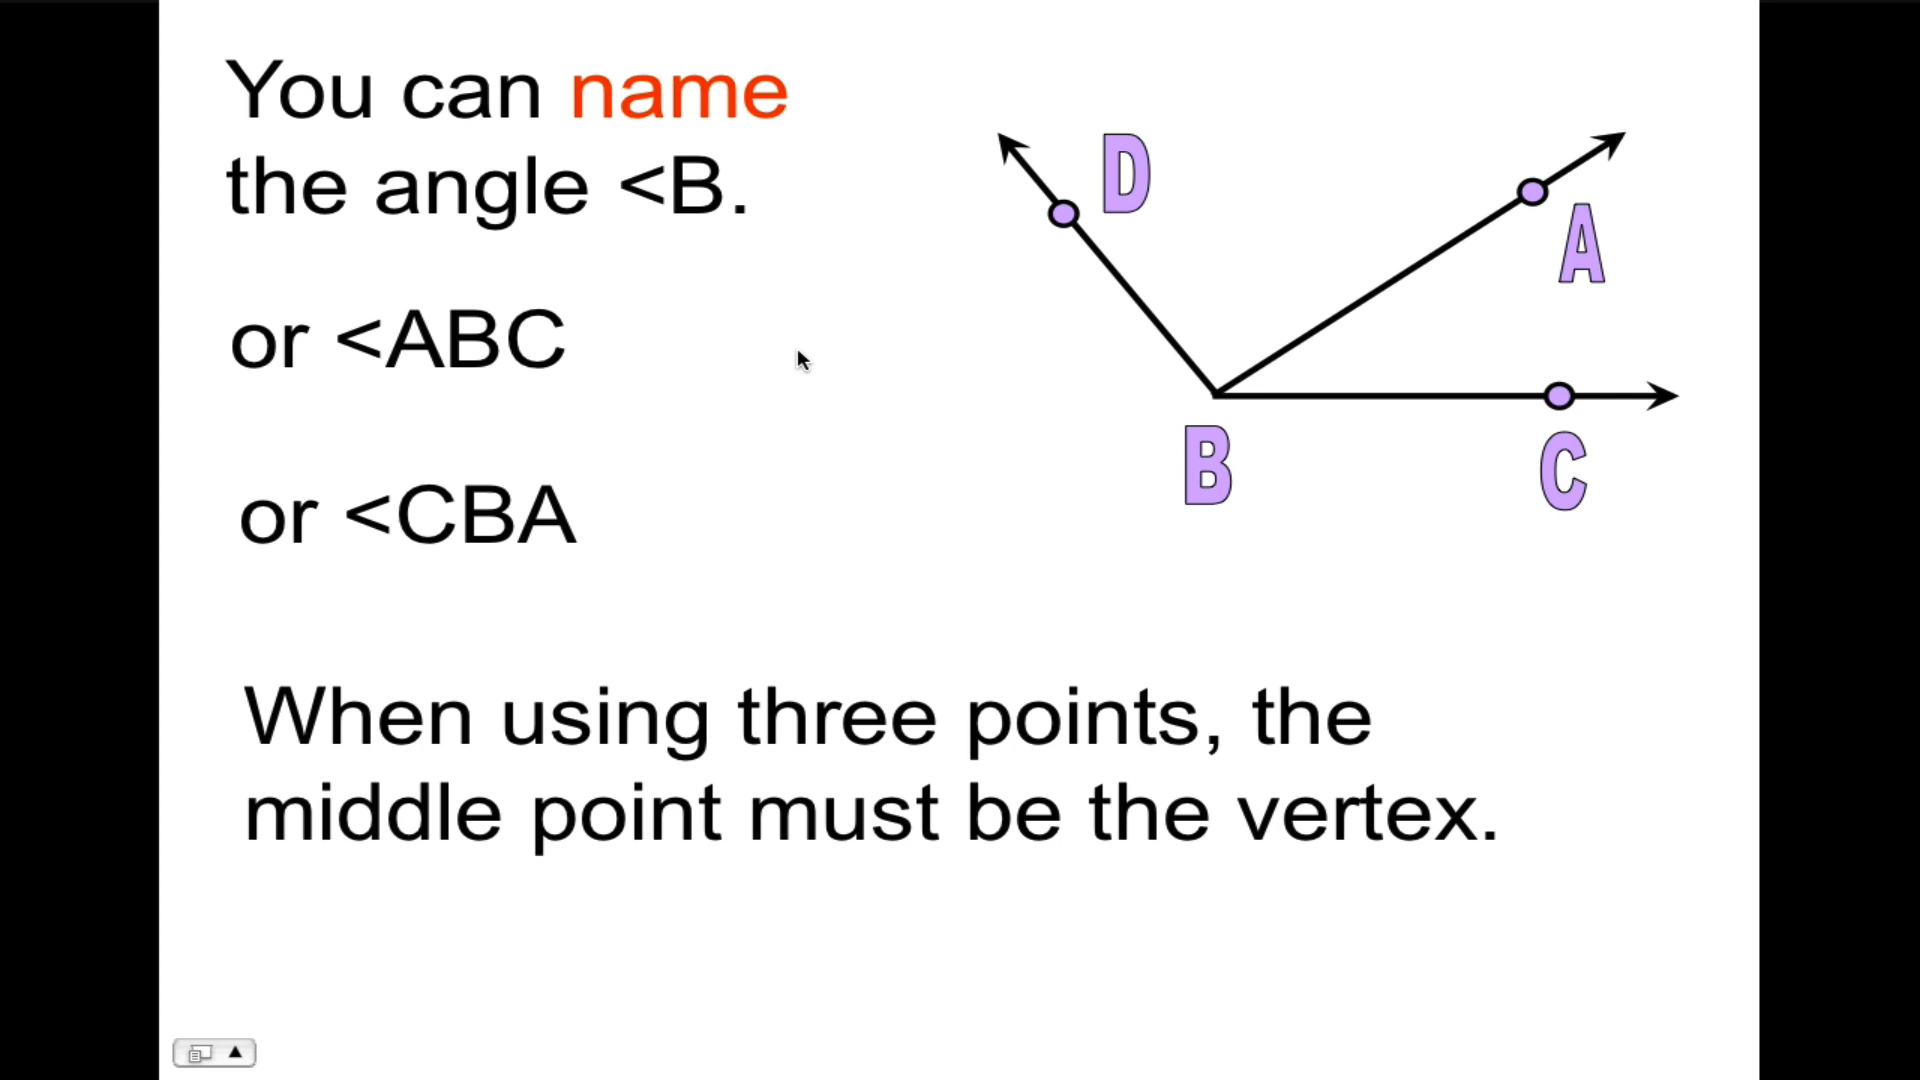 You can name
the angle <B.
or <ABC
or <CBA
D
A
B
C
When using three points, the
middle point must be the vertex.